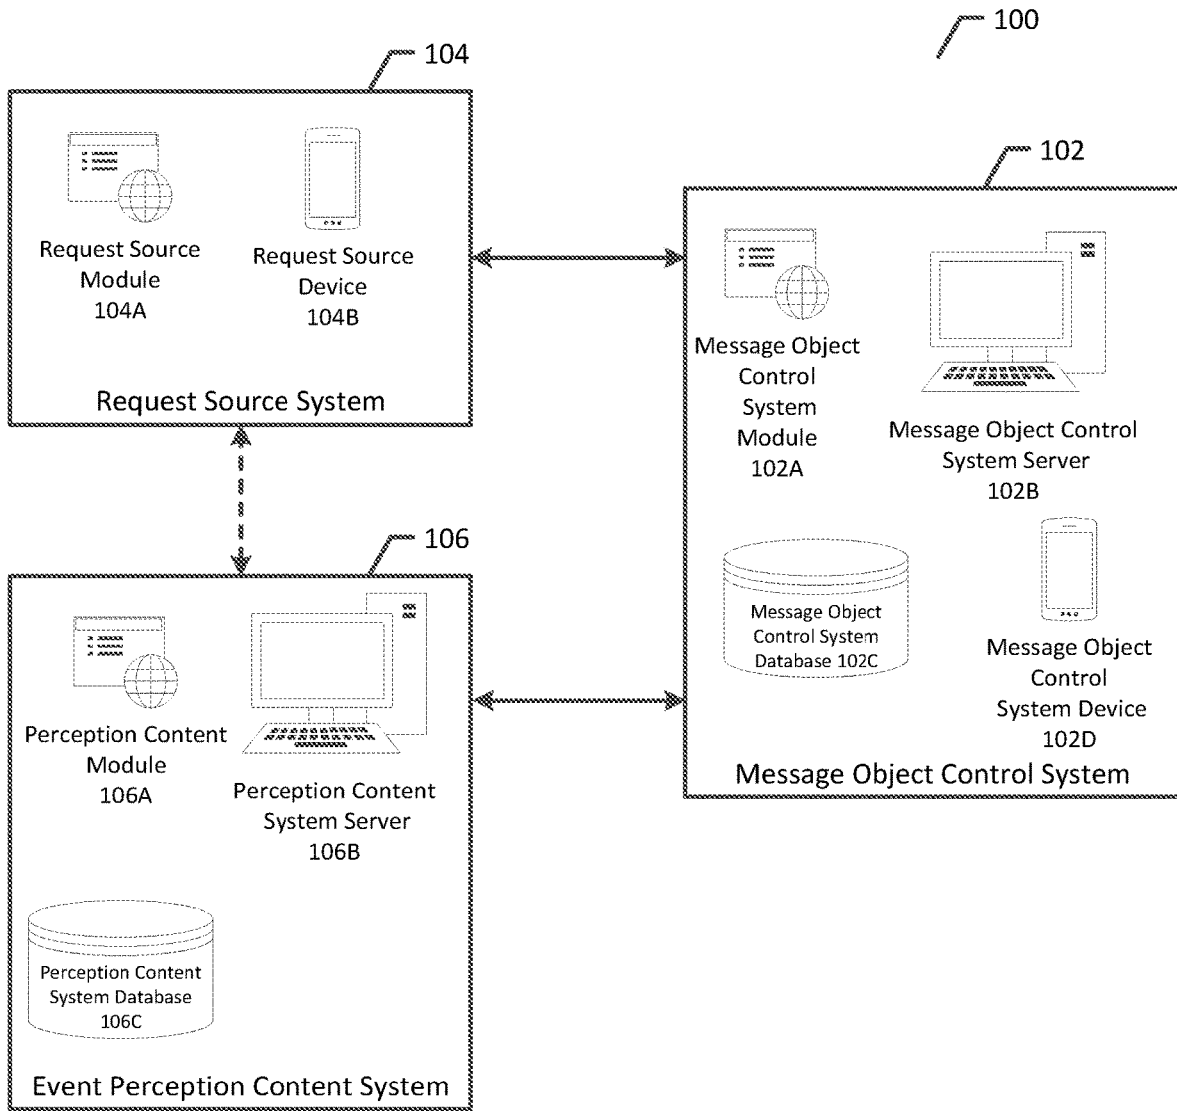 100
104
Request Source
Module
104A
Request Source
Device
104B
Request Source System
102
Message Object
Control
System
Module
102A
Message Object Control
System Server
102B
Message Object
Control System
Database 102C
Message Object
Control
System Device
102D
Message Object Control System
106
Perception Content
Module
106A
Perception Content
System Server
106B
Perception Content
System Database
106C
Event Perception Content System